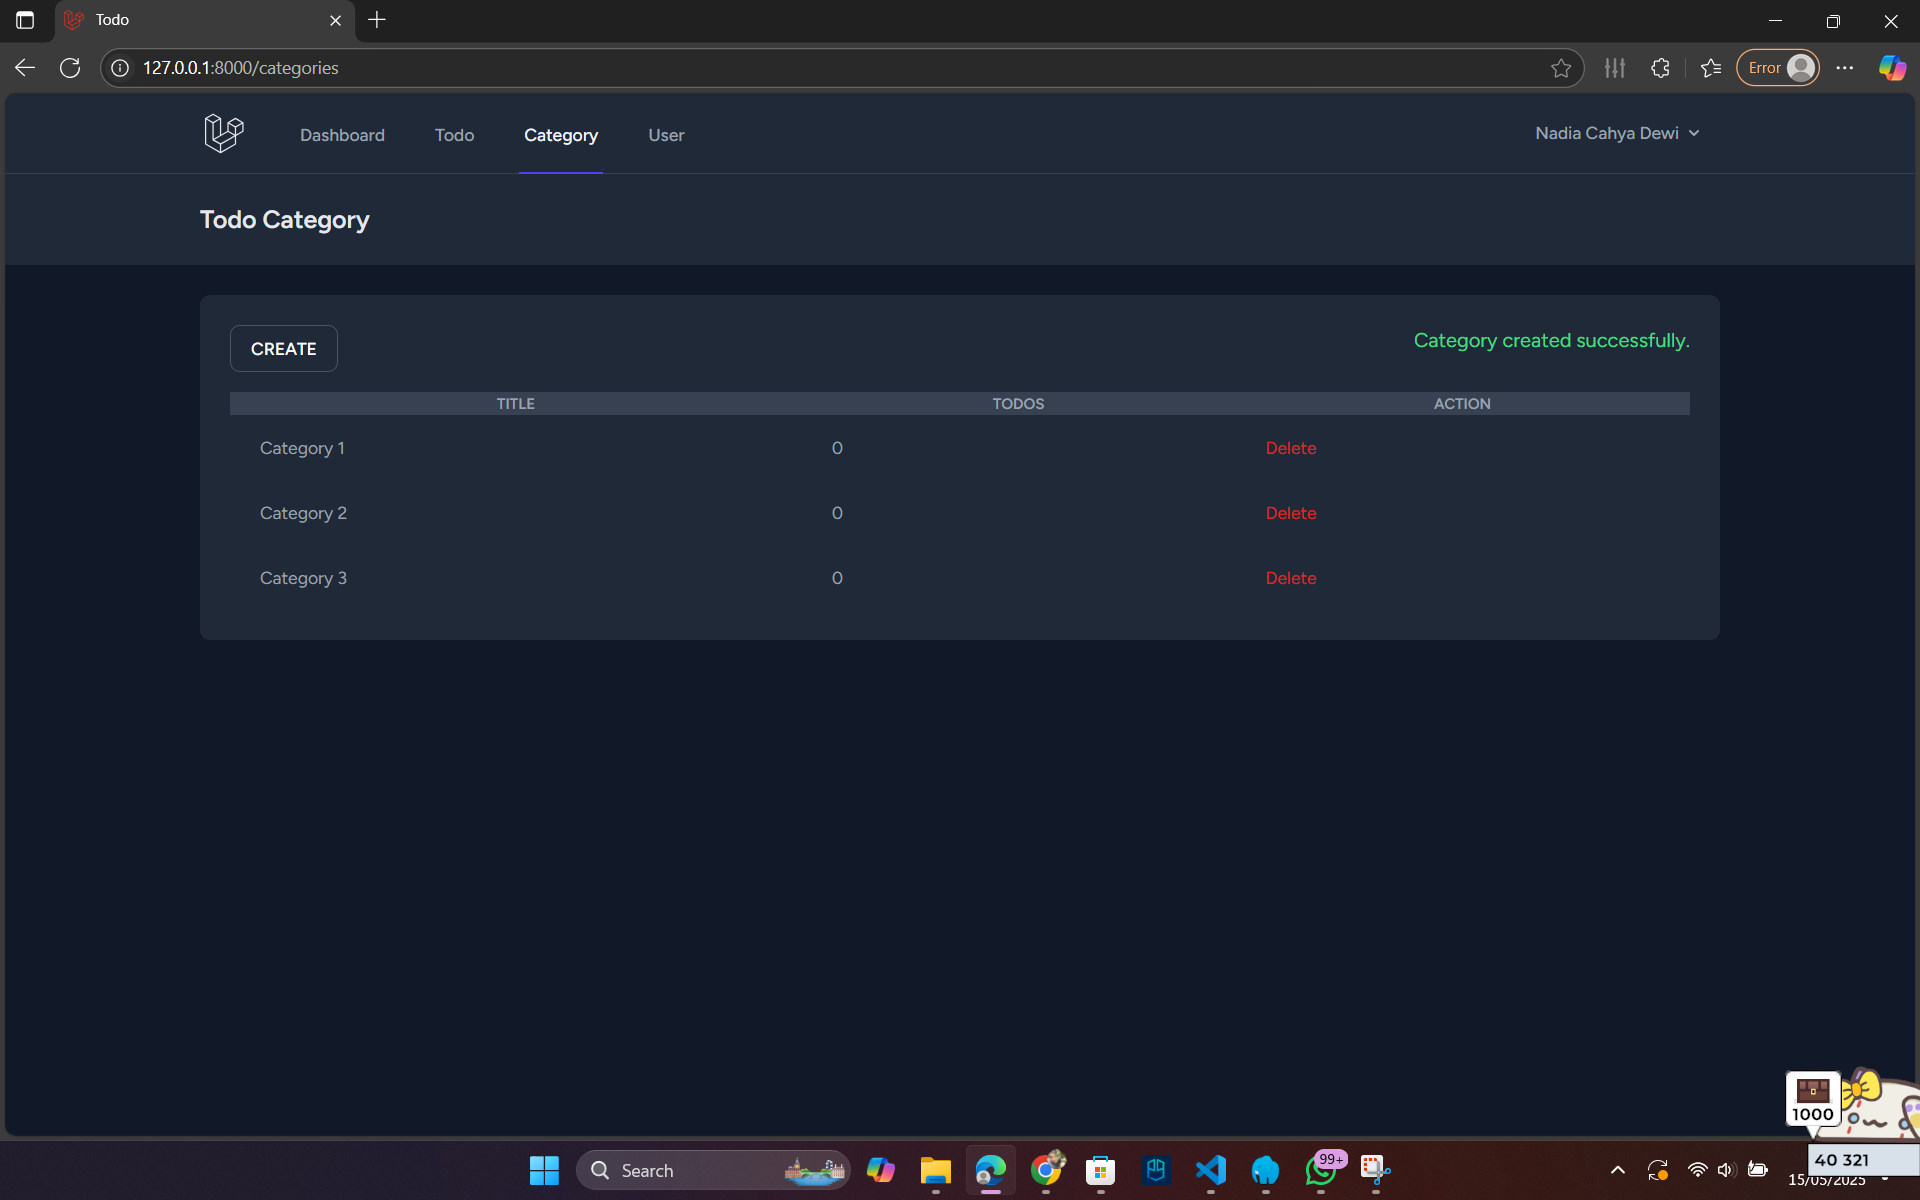 Todo
127.0.0.1:8000/categories
Error
Dashboard Todo Category User Nadia Cahya Dewi
Todo Category
CREATE Category created successfully.
TITLE TODOS ACTION
Category 1 0 Delete
Category 2 0 Delete
Category 3 0 Delete
1000
Search 99+
40 321
15/05/2025